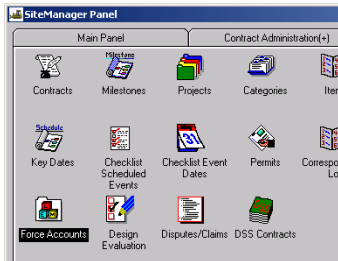 SiteManager Panel
Main Panel Contract Administration(+)
Milestone
Contracts Milestones Projects Categories
Schedule 31
Key Dates Checklist Scheduled Events Checklist Event Dates Permits
Force Accounts Design Evaluation Disputes/Claims DSS Contracts